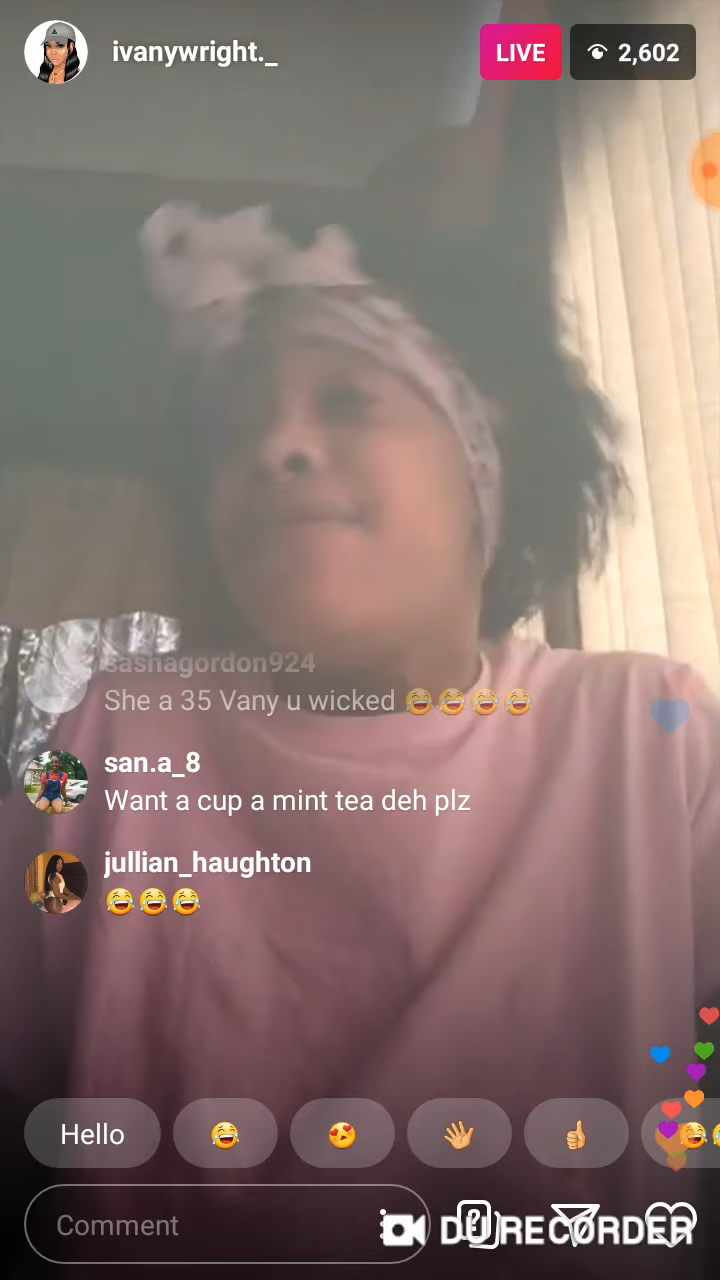 ivanywright._
LIVE
2,602
sashagordon924
She a 35 Vany u wicked 😂😂😂😂
san.a_8
Want a cup a mint tea deh plz
jullian_haughton
😂😂😂
Hello
Comment
DU RECORDER